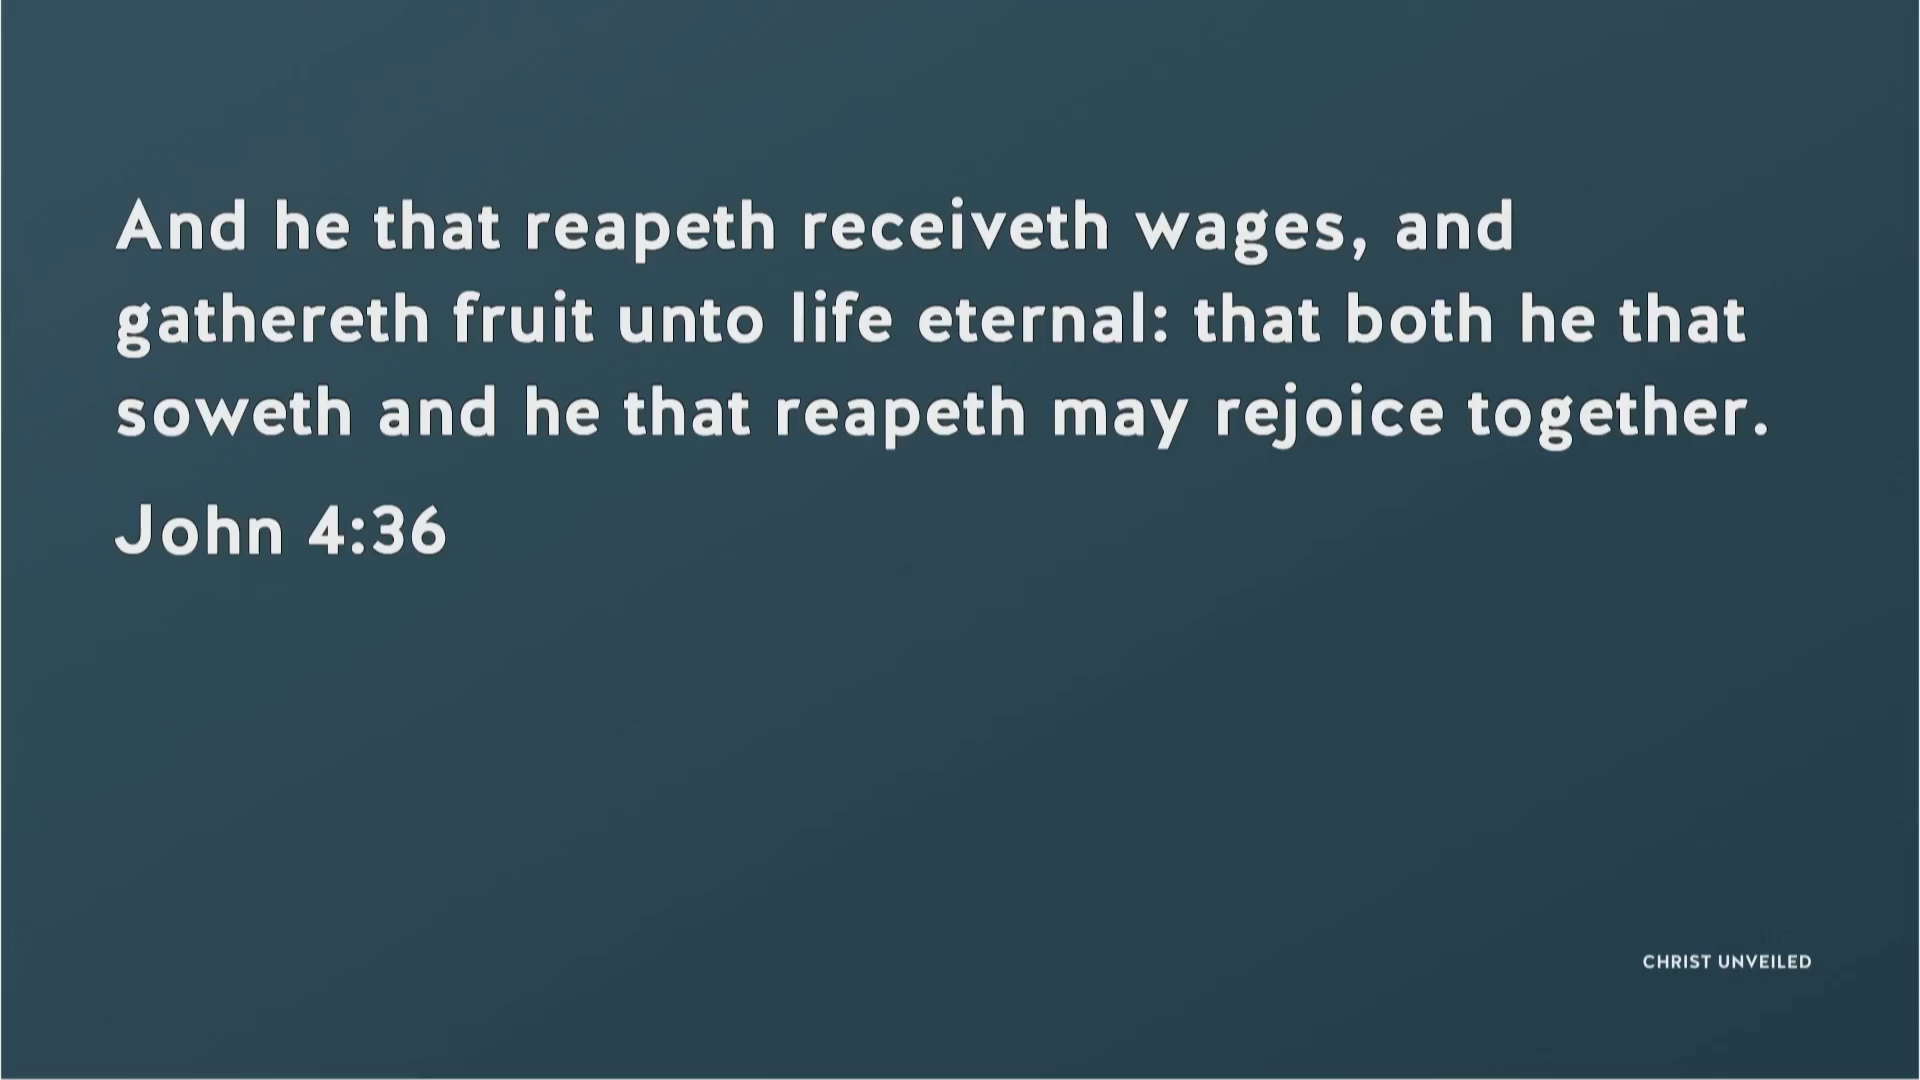 And he that reapeth receiveth wages, and
gathereth fruit unto life eternal: that both he that
soweth and he that reapeth may rejoice together.
John 4:36
CHRIST UNVEILED